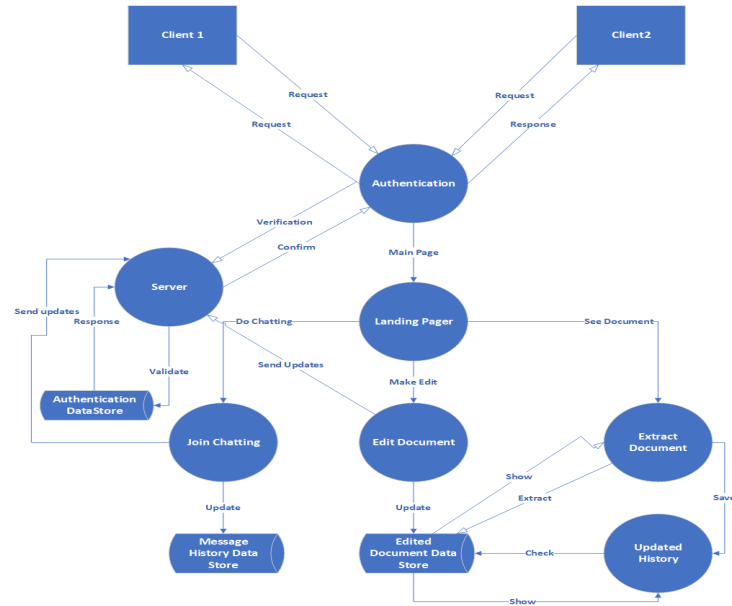 Client 1
Client2
Request
Request
Request
Response
Authentication
Verification
Confirm
Main Page
Server
Send updates
Response
Do Chatting
Landing Pager
See Document
Validate
Send Updates
Make Edit
Authentication
DataStore
Join Chatting
Edit Document
Extract
Document
Show
Extract
Save
Update
Update
Message
History Data
Store
Edited
Document Data
Store
Check
Updated
History
Show